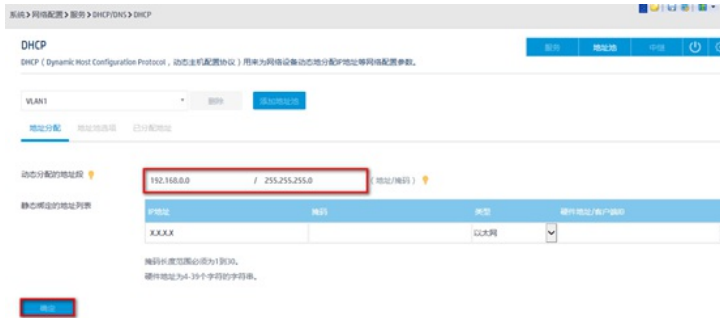 系统 > 网络配置 > 服务 > DHCP/DNS > DHCP
DHCP
DHCP（Dynamic Host Configuration Protocol，动态主机配置协议）用来为网络设备动态地分配IP地址等网络配置参数。
服务 地址池 中继
VLAN1 删除 添加地址池
地址分配 地址池选项 已分配地址
动态分配的地址段 192.168.0.0 / 255.255.255.0 （地址/掩码）
静态绑定的地址列表
IP地址 掩码 类型 硬件地址/客户端ID
X.X.X.X 以太网
掩码长度范围必须为1到30。
硬件地址为4-39个字符的字符串。
确定